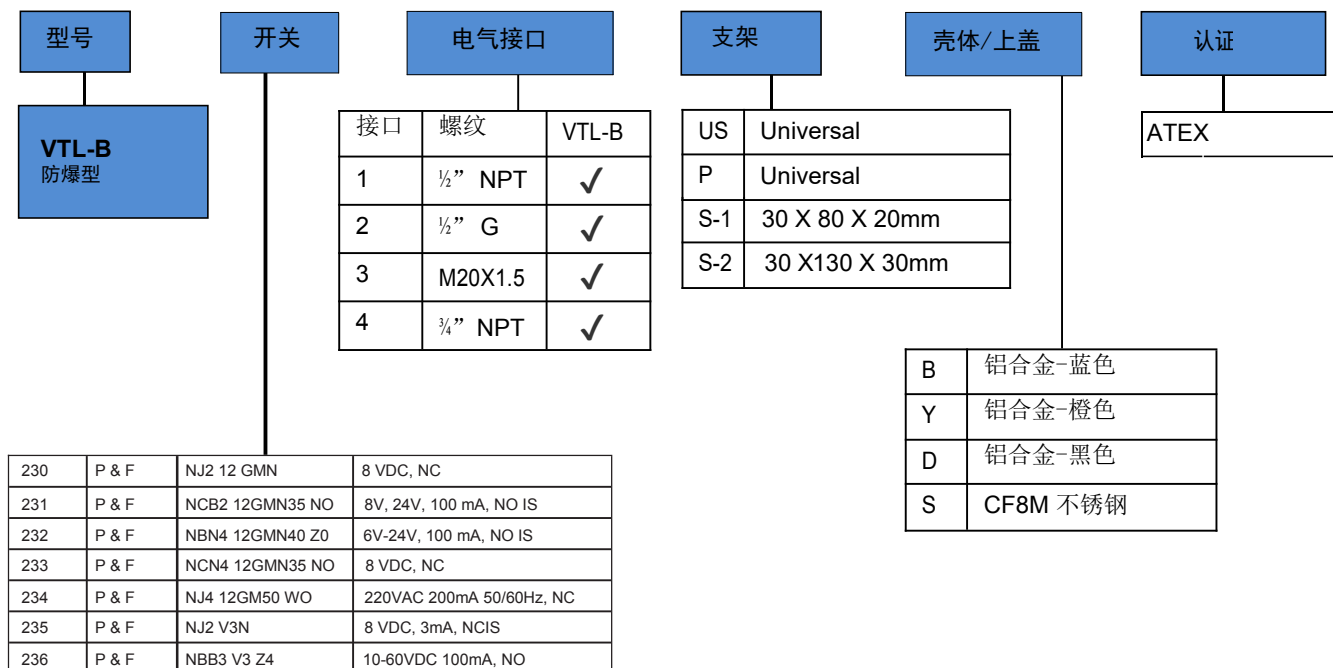 型号 开关 电气接口 支架 壳体/上盖 认证
VTL-B
防爆型
接口 螺纹 VTL-B
1 ½” NPT ✓
2 ½” G ✓
3 M20X1.5 ✓
4 ¾” NPT ✓
US Universal
P Universal
S-1 30 X 80 X 20mm
S-2 30 X130 X 30mm
ATEX
B 铝合金-蓝色
Y 铝合金-橙色
D 铝合金-黑色
S CF8M 不锈钢
230 P & F NJ2 12 GMN 8 VDC, NC
231 P & F NCB2 12GMN35 NO 8V, 24V, 100 mA, NO IS
232 P & F NBN4 12GMN40 Z0 6V-24V, 100 mA, NO IS
233 P & F NCN4 12GMN35 NO 8 VDC, NC
234 P & F NJ4 12GM50 WO 220VAC 200mA 50/60Hz, NC
235 P & F NJ2 V3N 8 VDC, 3mA, NCIS
236 P & F NBB3 V3 Z4 10-60VDC 100mA, NO